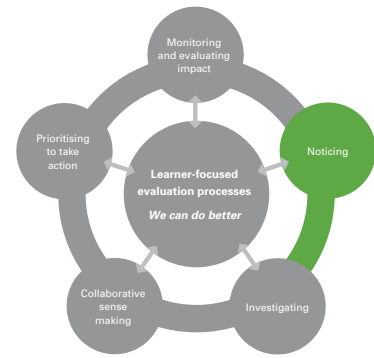 Monitoring
and evaluating
impact
Noticing
Investigating
Collaborative
sense
making
Prioritising
to take
action
Learner-focused
evaluation processes
We can do better